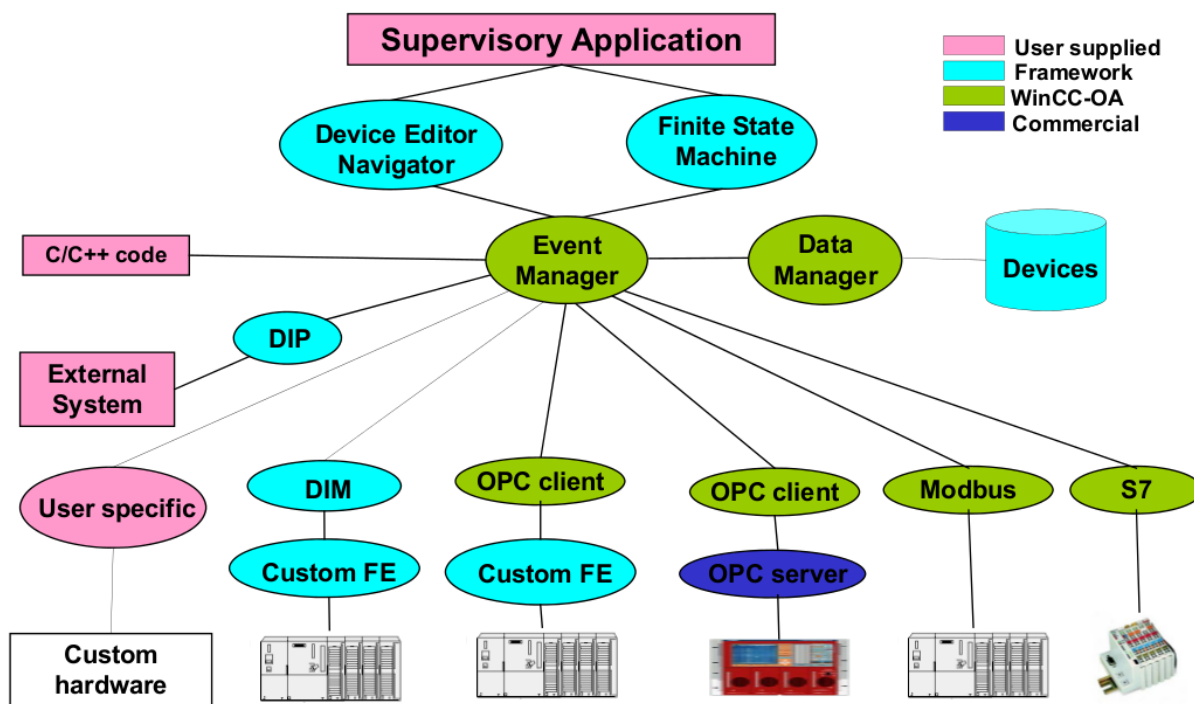 Supervisory Application
User supplied
Framework
WinCC-OA
Commercial
Device Editor
Navigator
Finite State
Machine
C/C++ code
Event
Manager
Data
Manager
Devices
DIP
External
System
User specific
DIM
OPC client
OPC client
Modbus
S7
Custom FE
Custom FE
OPC server
Custom
hardware